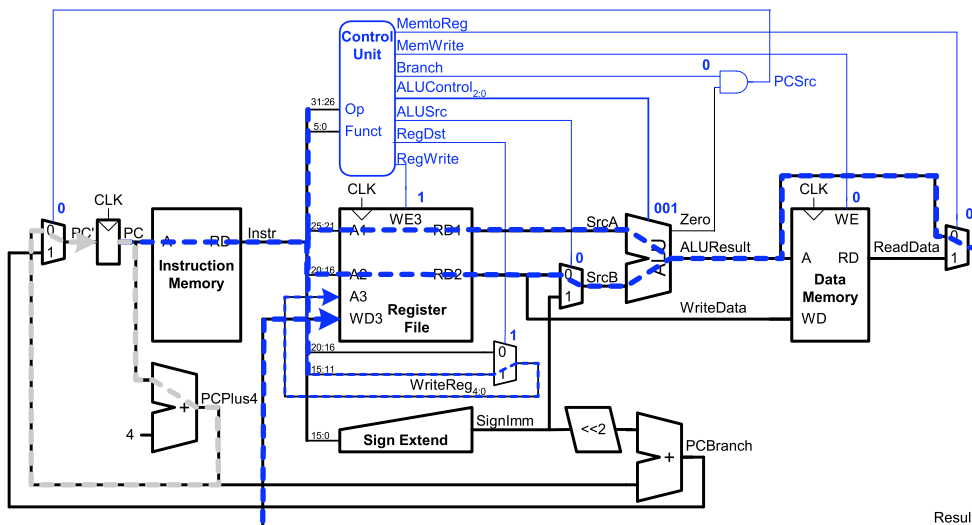 MemtoReg
Control
Unit
MemWrite
Branch
0
PCSrc
ALUControl2:0
31:26
Op
ALUSrc
5:0
Funct
RegDst
RegWrite
CLK
CLK
CLK
0
1
WE3
001
Zero
0
WE
0
0
1
PC'
PC
A
RD
Instr
25:21
A1
RD1
SrcA
ALU
ALUResult
A
RD
ReadData
0
1
Instruction
Memory
20:16
A2
RD2
0
0
1
SrcB
Data
Memory
A3
Register
File
WD3
WriteData
WD
1
20:16
0
1
15:11
WriteReg4:0
PCPlus4
+
4
SignImm
<<2
15:0
Sign Extend
PCBranch
+
Resul